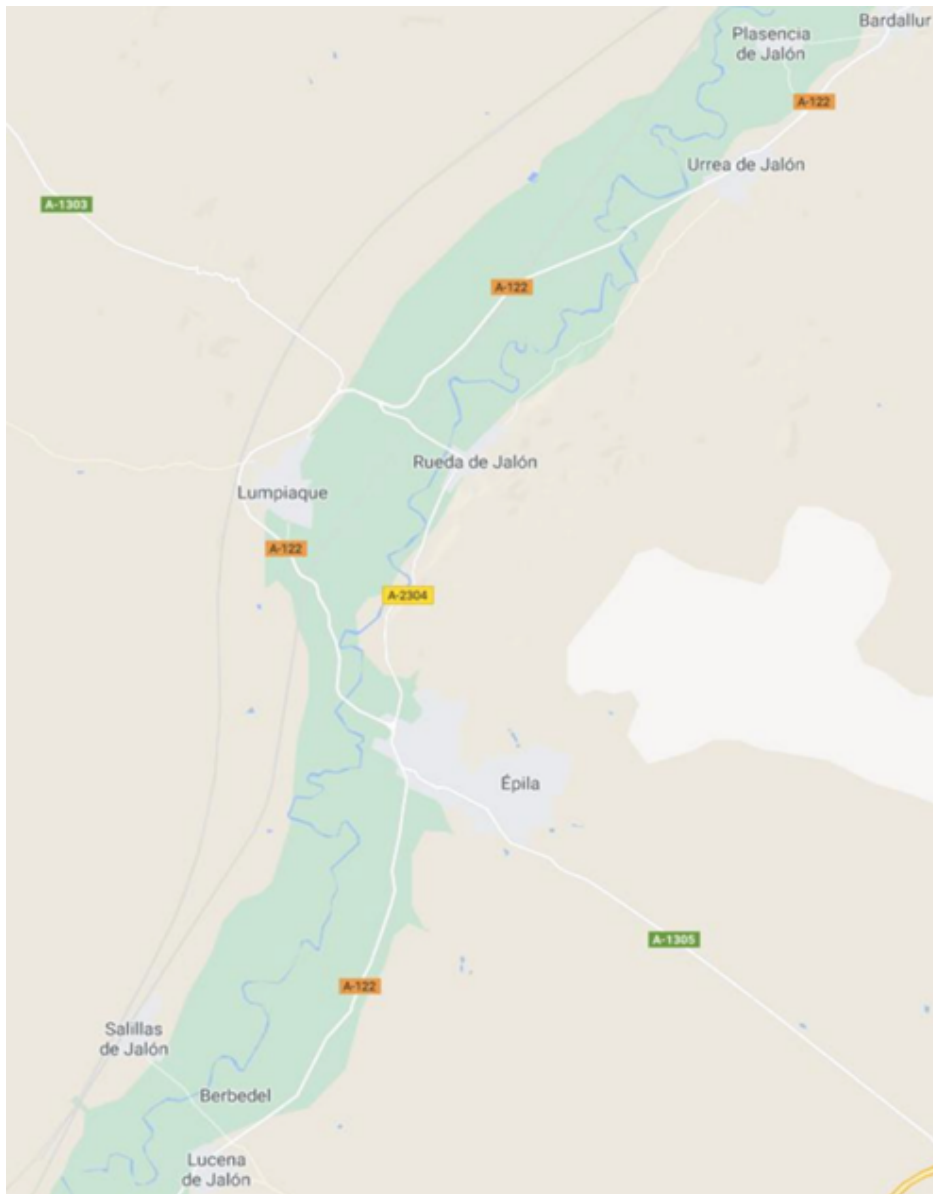 Bardallur
Plasencia
de Jalón
A-122
Urrea de Jalón
A-1303
A-122
Rueda de Jalón
Lumpiaque
A-122
A-2304
Épila
A-1305
A-122
Salillas
de Jalón
Berbedel
Lucena
de Jalón